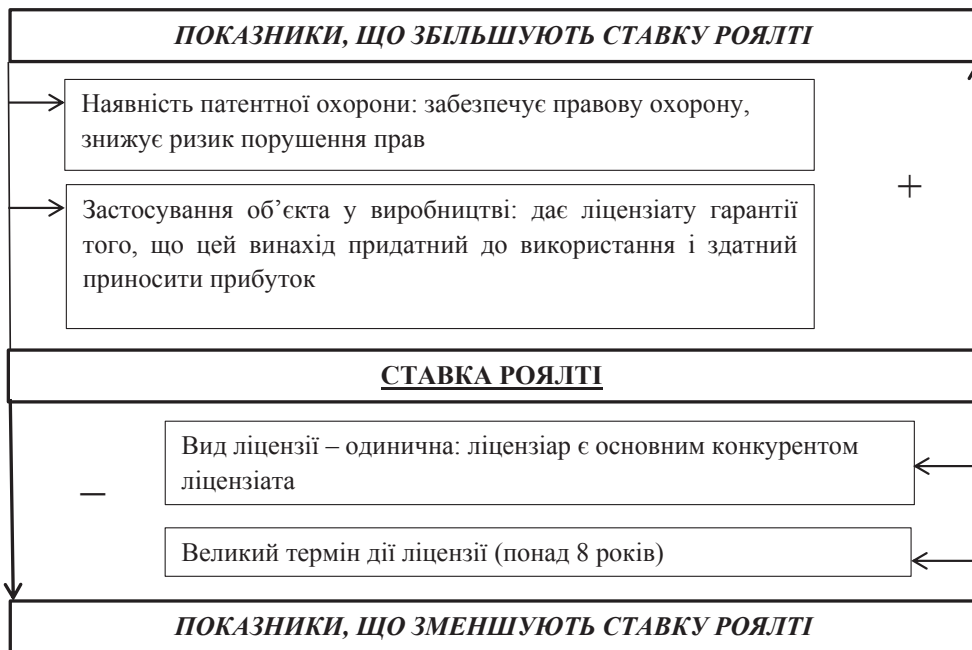 ПОКАЗНИКИ, ЩО ЗБІЛЬШУЮТЬ СТАВКУ РОЯЛТІ
Наявність патентної охорони: забезпечує правову охорону,
знижує ризик порушення прав
+
Застосування об’єкта у виробництві: дає ліцензіату гарантії
того, що цей винахід придатний до використання і здатний
приносити прибуток
СТАВКА РОЯЛТІ
Вид ліцензії – одинична: ліцензіар є основним конкурентом
ліцензіата
–
Великий термін дії ліцензії (понад 8 років)
ПОКАЗНИКИ, ЩО ЗМЕНШУЮТЬ СТАВКУ РОЯЛТІ